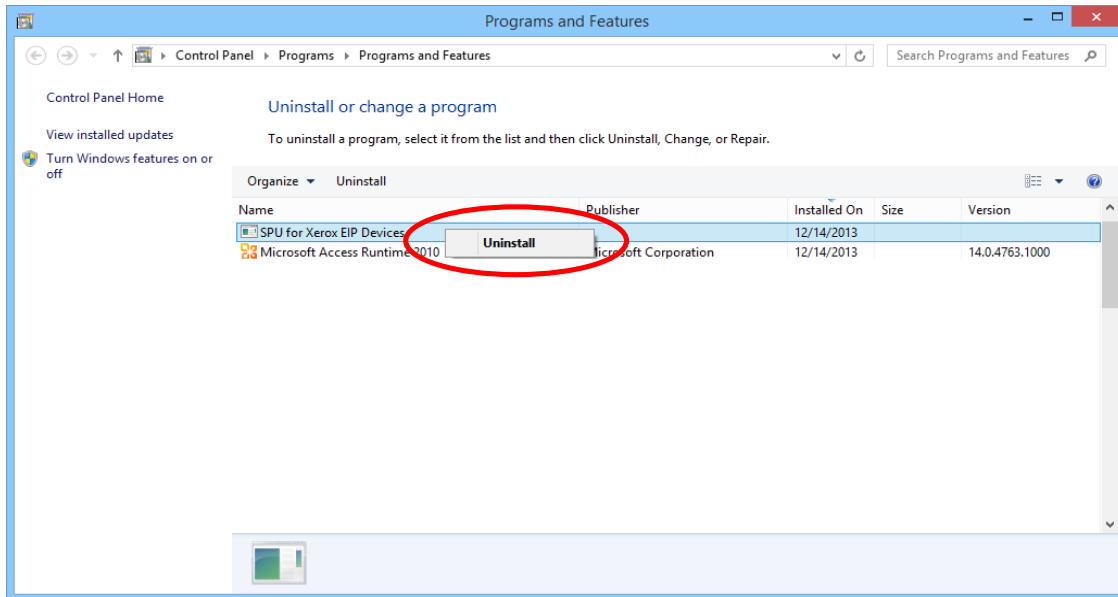 Programs and Features
Control Panel Programs Programs and Features Search Programs and Features
Control Panel Home
Uninstall or change a program
View installed updates
To uninstall a program, select it from the list and then click Uninstall, Change, or Repair.
Turn Windows features on or
off
Organize Uninstall
Name Publisher Installed On Size Version
SPU for Xerox EIP Devices 12/14/2013
Uninstall
Microsoft Access Runtime 2010 Microsoft Corporation 12/14/2013 14.0.4763.1000